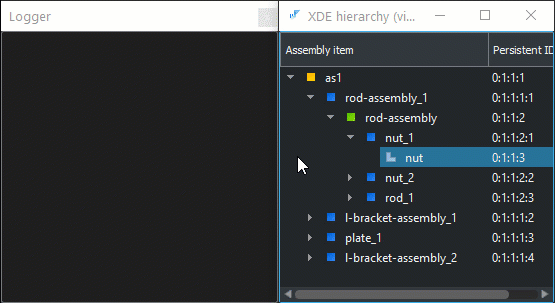 Logger
XDE hierarchy (vi...
Assembly item Persistent ID
as1 0:1:1:1
rod-assembly_1 0:1:1:1:1
rod-assembly 0:1:1:2
nut_1 0:1:1:2:1
nut 0:1:1:3
nut_2 0:1:1:2:2
rod_1 0:1:1:2:3
l-bracket-assembly_1 0:1:1:1:2
plate_1 0:1:1:1:3
l-bracket-assembly_2 0:1:1:1:4